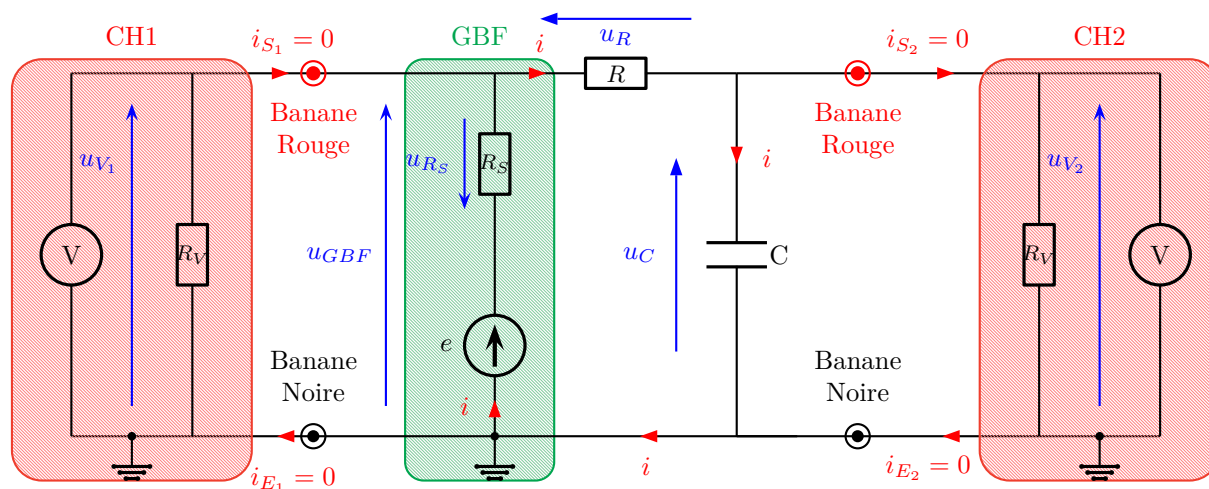 CH1
i_{S_1} = 0
GBF
i
u_R
i_{S_2} = 0
CH2
R
Banane
Rouge
Banane
Rouge
u_{V_1}
u_{R_S}
R_S
i
u_{V_2}
V
R_V
u_{GBF}
u_C
C
R_V
V
e
Banane
Noire
i
Banane
Noire
i_{E_1} = 0
i
i_{E_2} = 0